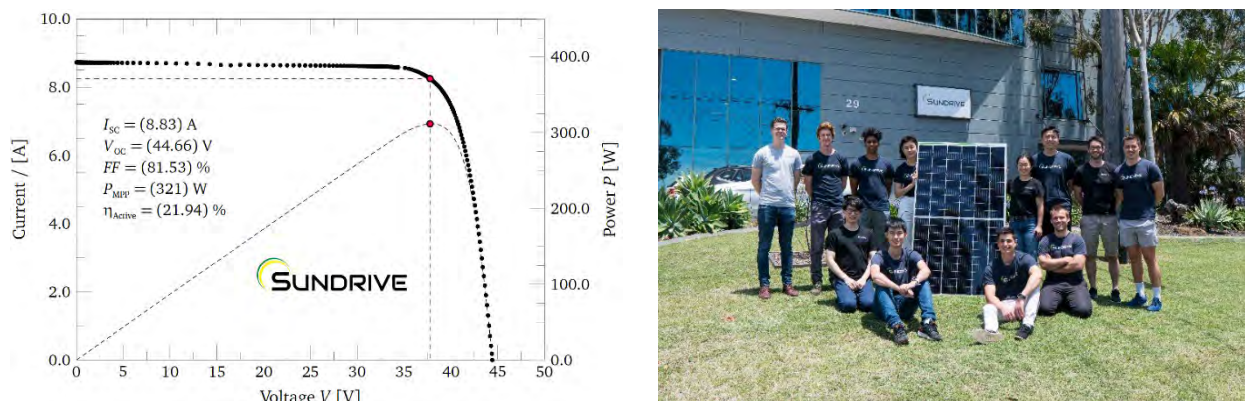 10.0
8.0
6.0
4.0
2.0
0.0
Current / [A]
400.0
300.0
200.0
100.0
0.0
Power P [W]
I_SC = (8.83) A
V_OC = (44.66) V
FF = (81.53) %
P_MPP = (321) W
η_Active = (21.94) %
SUNDRIVE
0 5 10 15 20 25 30 35 40 45 50
Voltage V [V]
29
SUNDRIVE